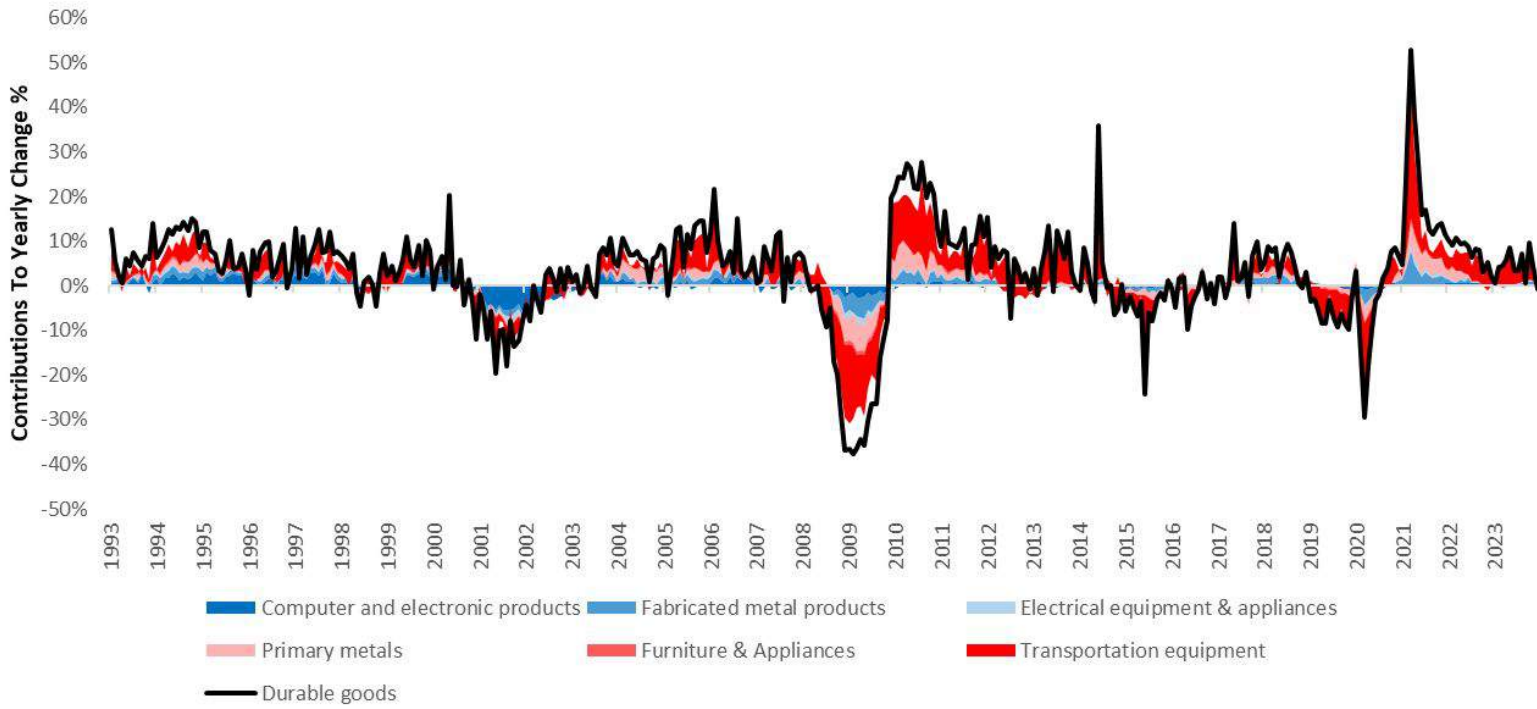 Contributions To Yearly Change %
60%
50%
40%
30%
20%
10%
0%
-10%
-20%
-30%
-40%
-50%
1993 1994 1995 1996 1997 1998 1999 2000 2001 2002 2003 2004 2005 2006 2007 2008 2009 2010 2011 2012 2013 2014 2015 2016 2017 2018 2019 2020 2021 2022 2023
Computer and electronic products Fabricated metal products Electrical equipment & appliances
Primary metals Furniture & Appliances Transportation equipment
Durable goods